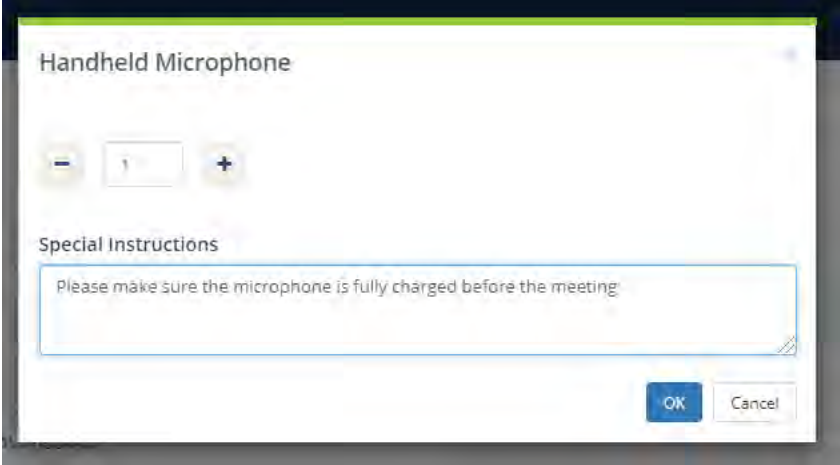 Handheld Microphone
1
Special Instructions
Please make sure the microphone is fully charged before the meeting
OK
Cancel